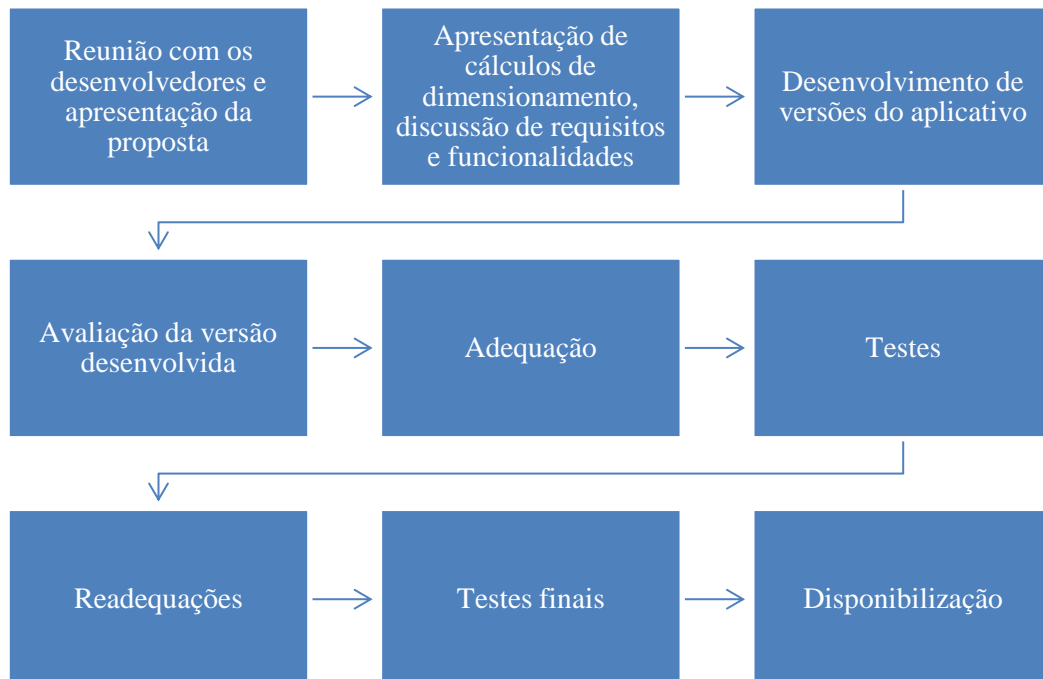 Reunião com os
desenvolvedores e
apresentação da
proposta
Apresentação de
cálculos de
dimensionamento,
discussão de requisitos
e funcionalidades
Desenvolvimento de
versões do aplicativo
Avaliação da versão
desenvolvida
Adequação
Testes
Readequações
Testes finais
Disponibilização